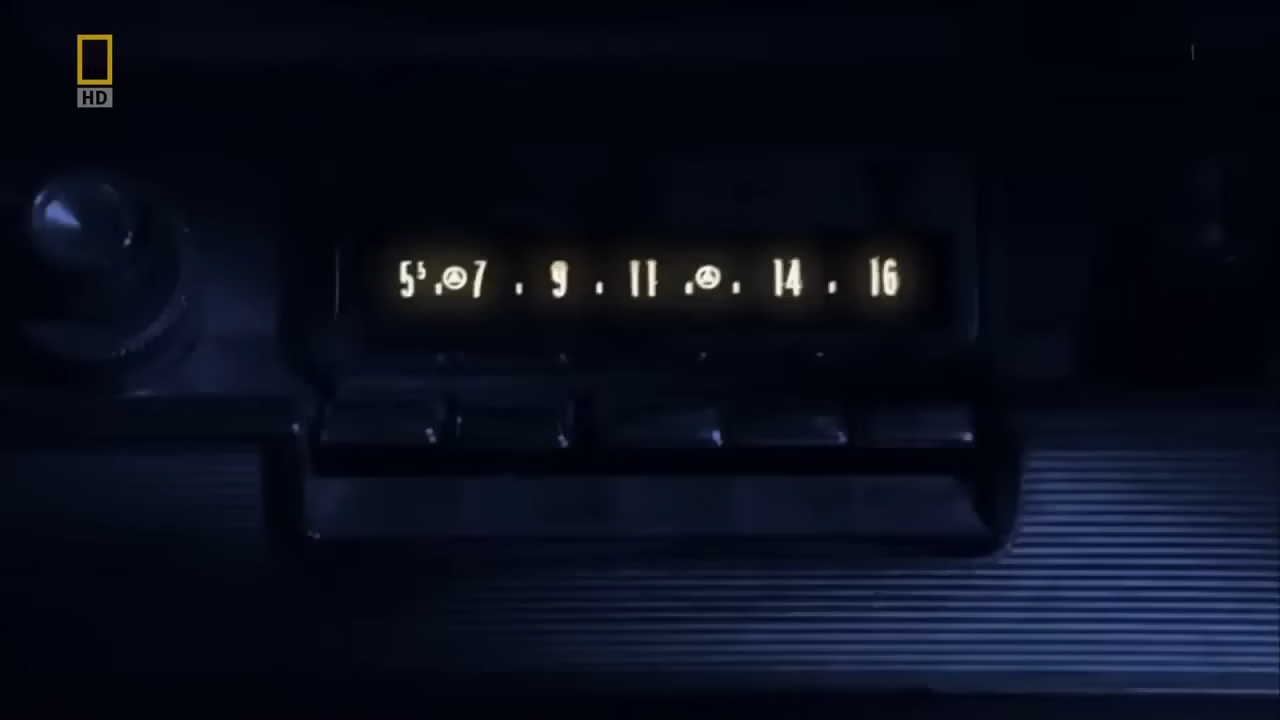 HD
5⁵ . 7 . 9 . 11 . . 14 . 16